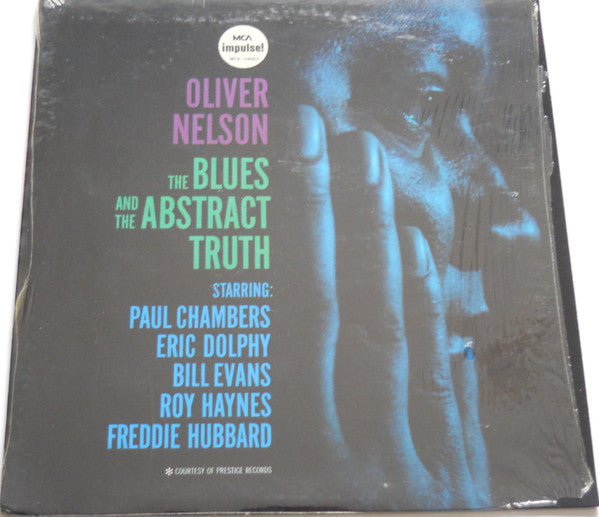 MCA
impulse!
OLIVER
NELSON
THE BLUES
AND THE ABSTRACT
TRUTH
STARRING:
PAUL CHAMBERS
ERIC DOLPHY
BILL EVANS
ROY HAYNES
FREDDIE HUBBARD
✻ COURTESY OF PRESTIGE RECORDS